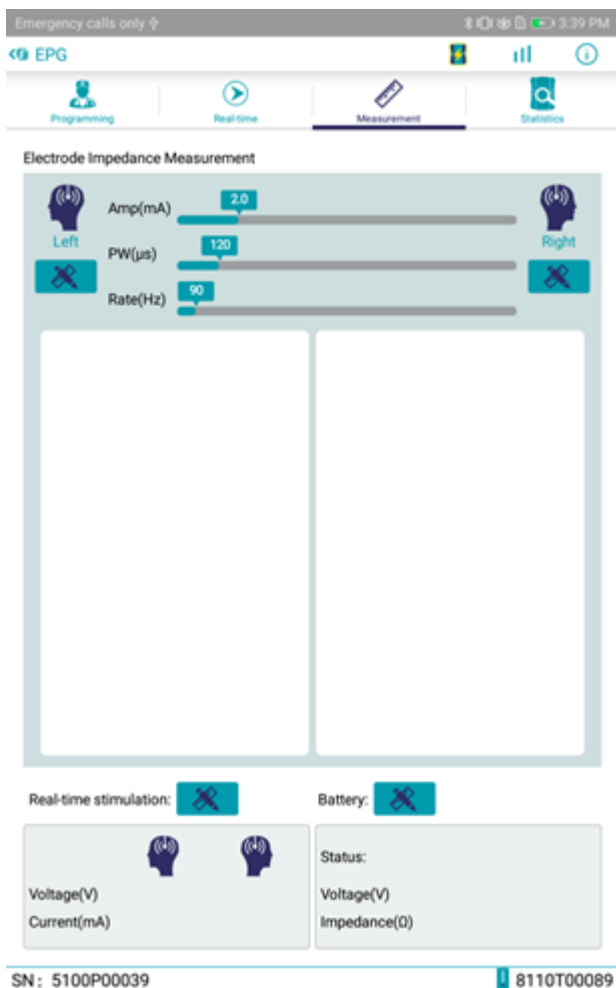 Emergency calls only 3:39 PM
EPG
Programming Real-time Measurement Statistics
Electrode Impedance Measurement
Left Right
Amp(mA) 2.0
PW(μs) 120
Rate(Hz) 90
Real-time stimulation: Battery:
Status:
Voltage(V) Voltage(V)
Current(mA) Impedance(Ω)
SN: 5100P00039 8110T00089